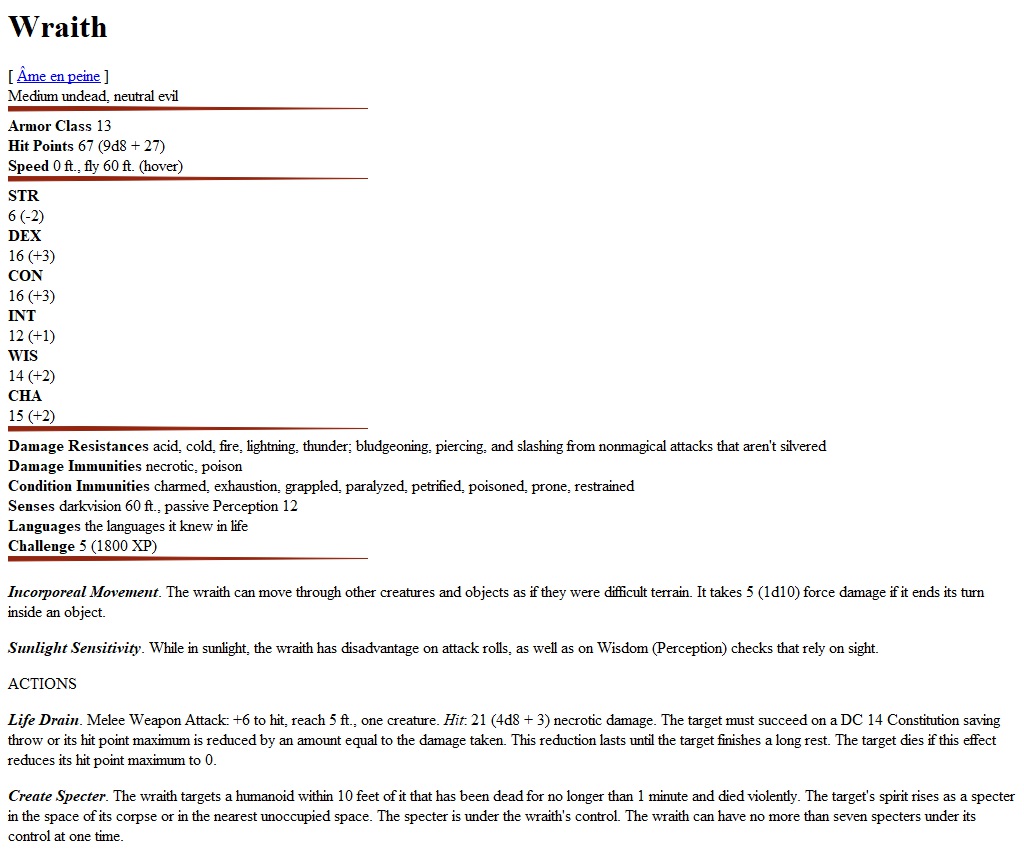 Wraith
[ Âme en peine ]
Medium undead, neutral evil
Armor Class 13
Hit Points 67 (9d8 + 27)
Speed 0 ft., fly 60 ft. (hover)
STR
6 (-2)
DEX
16 (+3)
CON
16 (+3)
INT
12 (+1)
WIS
14 (+2)
CHA
15 (+2)
Damage Resistances acid, cold, fire, lightning, thunder; bludgeoning, piercing, and slashing from nonmagical attacks that aren't silvered
Damage Immunities necrotic, poison
Condition Immunities charmed, exhaustion, grappled, paralyzed, petrified, poisoned, prone, restrained
Senses darkvision 60 ft., passive Perception 12
Languages the languages it knew in life
Challenge 5 (1800 XP)
Incorporeal Movement. The wraith can move through other creatures and objects as if they were difficult terrain. It takes 5 (1d10) force damage if it ends its turn
inside an object.
Sunlight Sensitivity. While in sunlight, the wraith has disadvantage on attack rolls, as well as on Wisdom (Perception) checks that rely on sight.
ACTIONS
Life Drain. Melee Weapon Attack: +6 to hit, reach 5 ft., one creature. Hit: 21 (4d8 + 3) necrotic damage. The target must succeed on a DC 14 Constitution saving
throw or its hit point maximum is reduced by an amount equal to the damage taken. This reduction lasts until the target finishes a long rest. The target dies if this effect
reduces its hit point maximum to 0.
Create Specter. The wraith targets a humanoid within 10 feet of it that has been dead for no longer than 1 minute and died violently. The target's spirit rises as a specter
in the space of its corpse or in the nearest unoccupied space. The specter is under the wraith's control. The wraith can have no more than seven specters under its
control at one time.